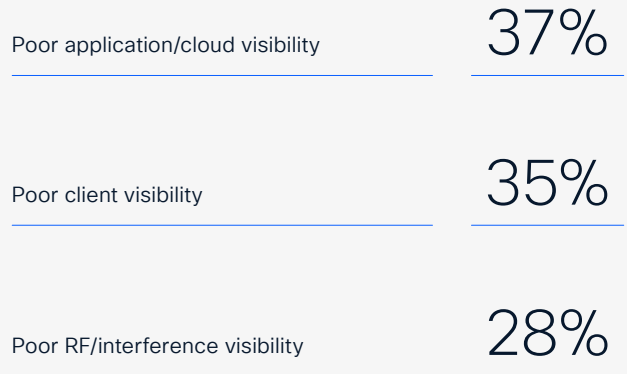 Poor application/cloud visibility 37%
Poor client visibility 35%
Poor RF/interference visibility 28%